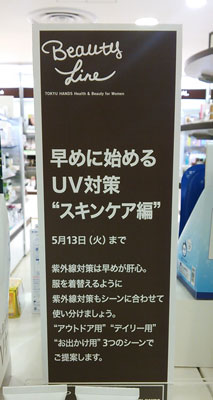 Beauty
Line
TOKYU HANDS Health & Beauty for Women
早めに始める
UV対策
“スキンケア編”
5月13日(火)まで
紫外線対策は早めが肝心。
服を着替えるように
紫外線対策もシーンに合わせて
使い分けましょう。
“アウトドア用”“デイリー用”
“お出かけ用”3つのシーンで
ご提案します。